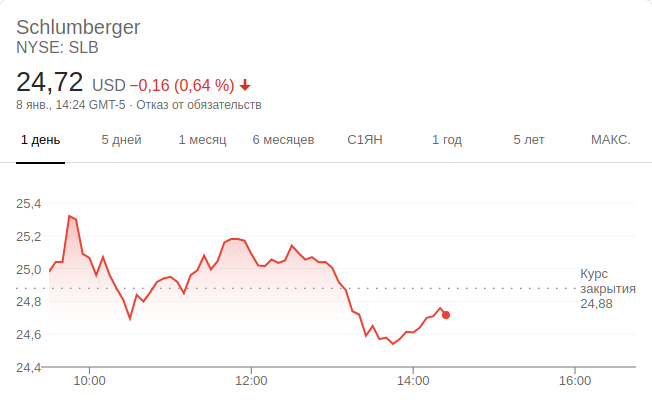 Schlumberger
NYSE: SLB
24,72 USD −0,16 (0,64 %)
8 янв., 14:24 GMT-5 · Отказ от обязательств
1 день 5 дней 1 месяц 6 месяцев С1ЯН 1 год 5 лет МАКС.
25,4
25,2
25,0
24,8
24,6
24,4
Курс
закрытия
24,88
10:00 12:00 14:00 16:00